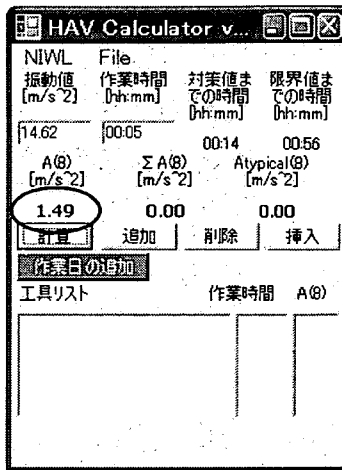 HAV Calculator v...
NIWL File
振動値 作業時間 対策値ま 限界値ま
[m/s^2] [hh:mm] での時間 での時間
[hh:mm] [hh:mm]
14.62 00:05 00:14 00:56
A(8) ΣA(8) Atypical(8)
[m/s^2] [m/s^2] [m/s^2]
1.49 0.00 0.00
計算 追加 削除 挿入
作業日の追加
工具リスト 作業時間 A(8)